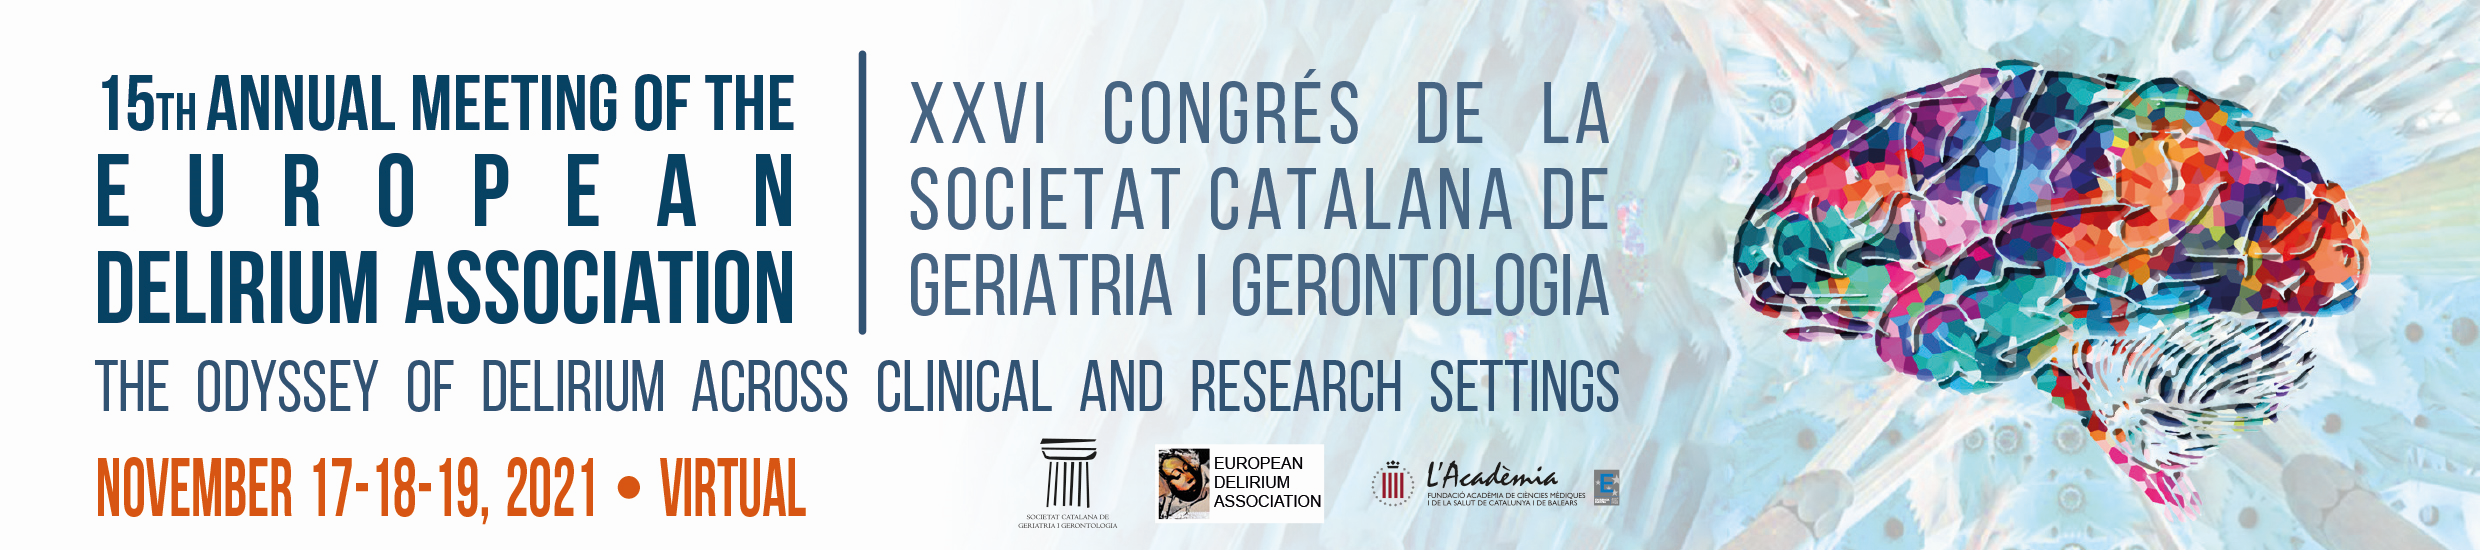 15TH ANNUAL MEETING OF THE
EUROPEAN
DELIRIUM ASSOCIATION
XXVI CONGRÉS DE LA
SOCIETAT CATALANA DE
GERIATRIA I GERONTOLOGIA
THE ODYSSEY OF DELIRIUM ACROSS CLINICAL AND RESEARCH SETTINGS
NOVEMBER 17-18-19, 2021 • VIRTUAL
SOCIETAT CATALANA DE
GERIATRIA I GERONTOLOGIA
EUROPEAN
DELIRIUM
ASSOCIATION
L'Acadèmia
FUNDACIÓ ACADÈMIA DE CIÈNCIES MÈDIQUES
I DE LA SALUT DE CATALUNYA I DE BALEARS